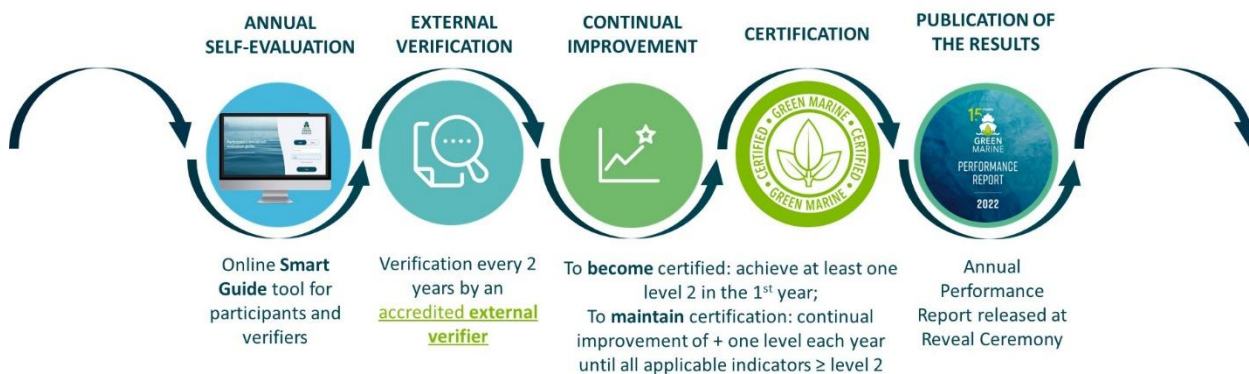 ANNUAL
SELF-EVALUATION
EXTERNAL
VERIFICATION
CONTINUAL
IMPROVEMENT
CERTIFICATION
PUBLICATION OF
THE RESULTS
GREEN MARINE
CERTIFIED
CERTIFIED
GREEN MARINE
15
GREEN
MARINE
PERFORMANCE
REPORT
2022
Online Smart
Guide tool for
participants and
verifiers
Verification every 2
years by an
accredited external
verifier
To become certified: achieve at least one
level 2 in the 1st year;
To maintain certification: continual
improvement of + one level each year
until all applicable indicators ≥ level 2
Annual
Performance
Report released at
Reveal Ceremony